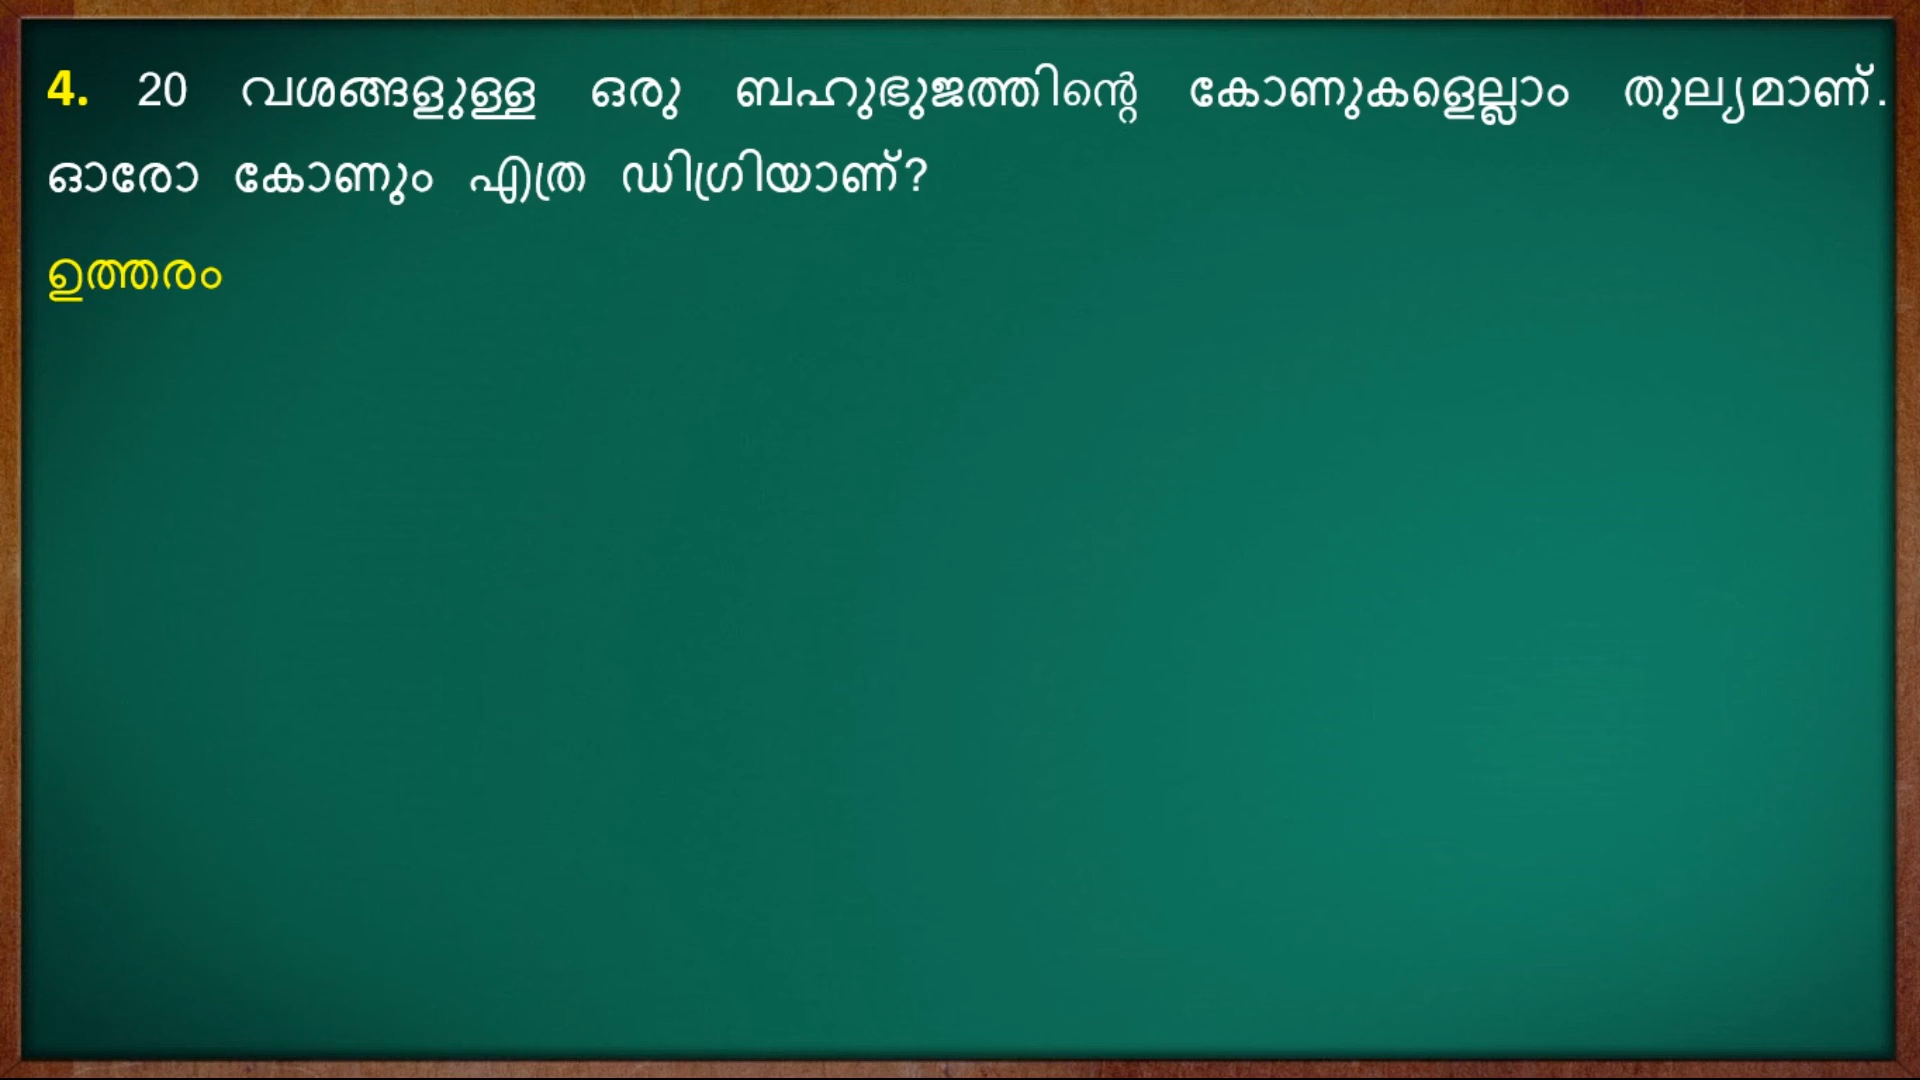 4. 20 വശങ്ങളുള്ള ഒരു ബഹുഭുജത്തിന്റെ കോണുകളെല്ലാം തുല്യമാണ്.
ഓരോ കോണും എത്ര ഡിഗ്രിയാണ്?
ഉത്തരം